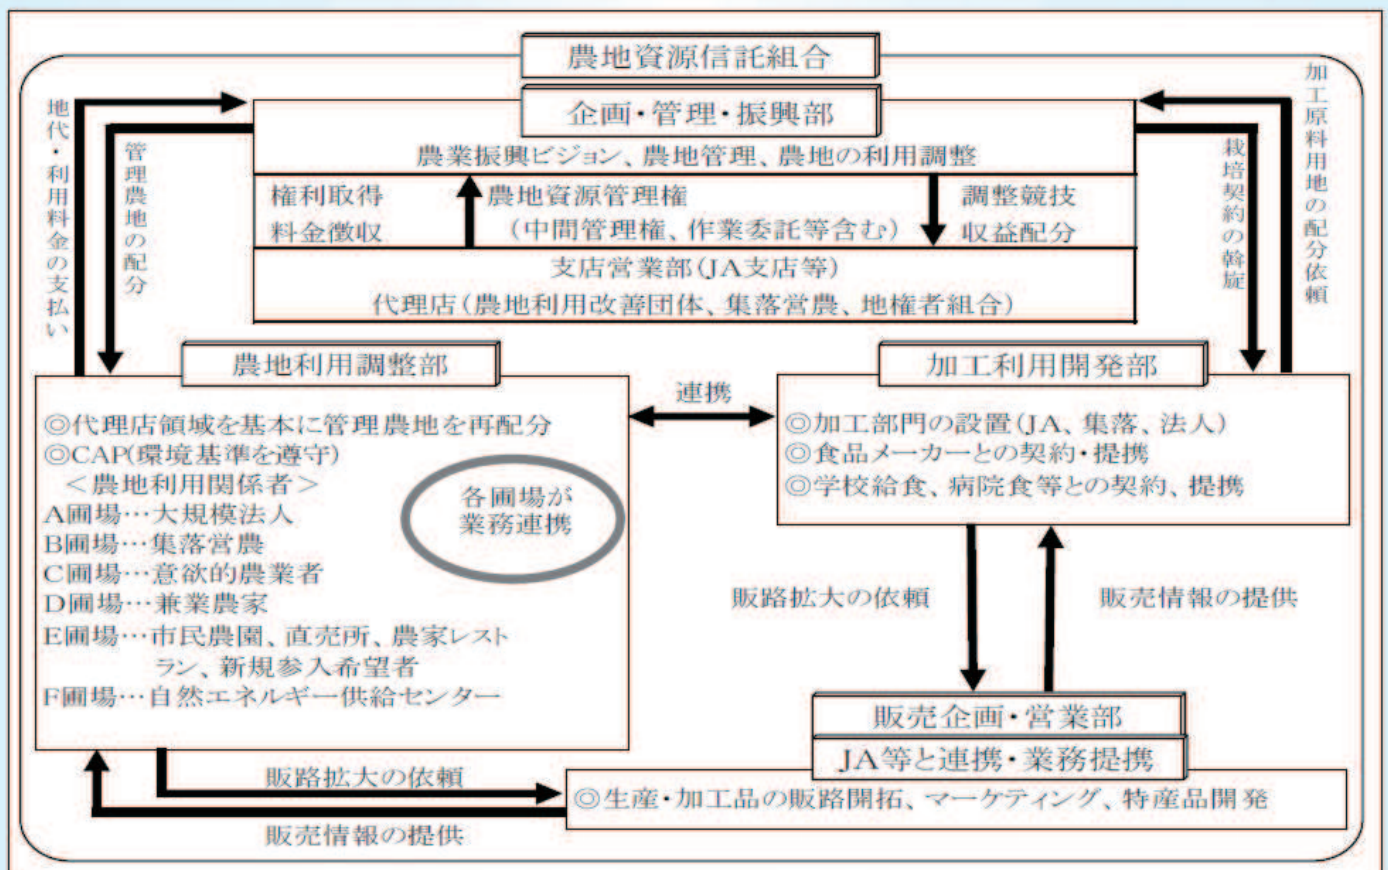 農地資源信託組合
企画・管理・振興部
農業振興ビジョン、農地管理、農地の利用調整
権利取得
料金徴収
農地資源管理権
(中間管理権、作業委託等含む)
調整競技
収益配分
支店営業部(JA支店等)
代理店(農地利用改善団体、集落営農、地権者組合)
地代・利用料金の支払い
管理農地の配分
栽培契約の斡旋
加工原料用地の配分依頼
農地利用調整部
◎代理店領域を基本に管理農地を再配分
◎CAP(環境基準を遵守)
＜農地利用関係者＞
A圃場…大規模法人
B圃場…集落営農
C圃場…意欲的農業者
D圃場…兼業農家
E圃場…市民農園、直売所、農家レスト
ラン、新規参入希望者
F圃場…自然エネルギー供給センター
各圃場が
業務連携
連携
加工利用開発部
◎加工部門の設置(JA、集落、法人)
◎食品メーカーとの契約・提携
◎学校給食、病院食等との契約、提携
販路拡大の依頼
販売情報の提供
販売企画・営業部
JA等と連携・業務提携
◎生産・加工品の販路開拓、マーケティング、特産品開発
販路拡大の依頼
販売情報の提供